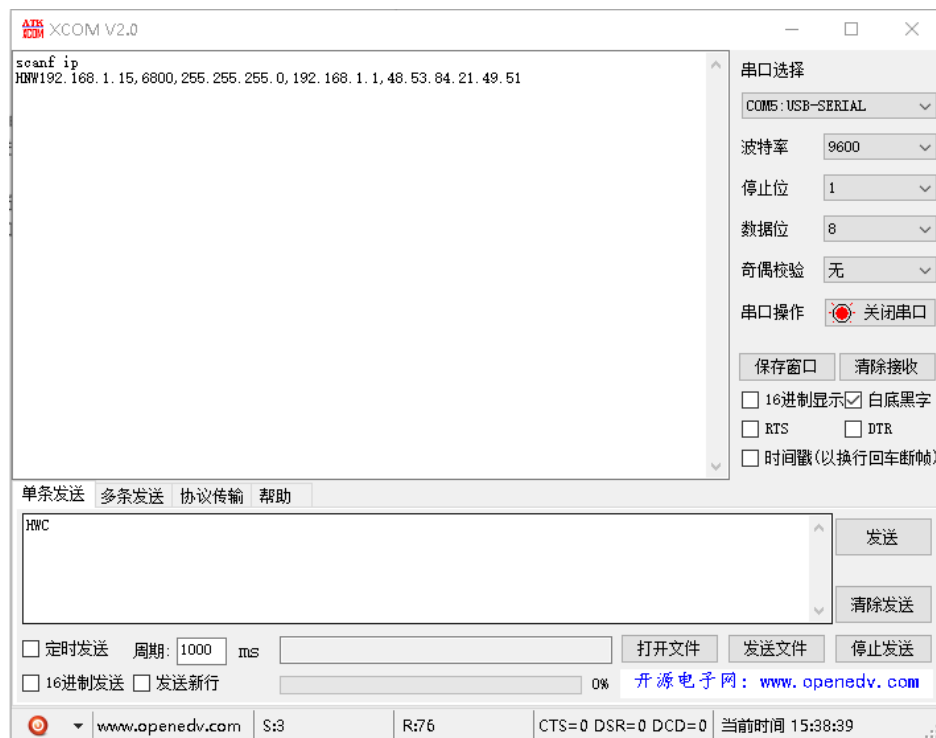 ATK XCOM XCOM V2.0
scanf ip
HNW192.168.1.15,6800,255.255.255.0,192.168.1.1,48.53.84.21.49.51
串口选择
COM5:USB-SERIAL
波特率 9600
停止位 1
数据位 8
奇偶校验 无
串口操作 关闭串口
保存窗口 清除接收
16进制显示 白底黑字
RTS DTR
时间戳(以换行回车断帧)
单条发送 多条发送 协议传输 帮助
HWC
发送
清除发送
定时发送 周期: 1000 ms 打开文件 发送文件 停止发送
16进制发送 发送新行 0% 开源电子网: www.openedv.com
www.openedv.com S:3 R:76 CTS=0 DSR=0 DCD=0 当前时间 15:38:39